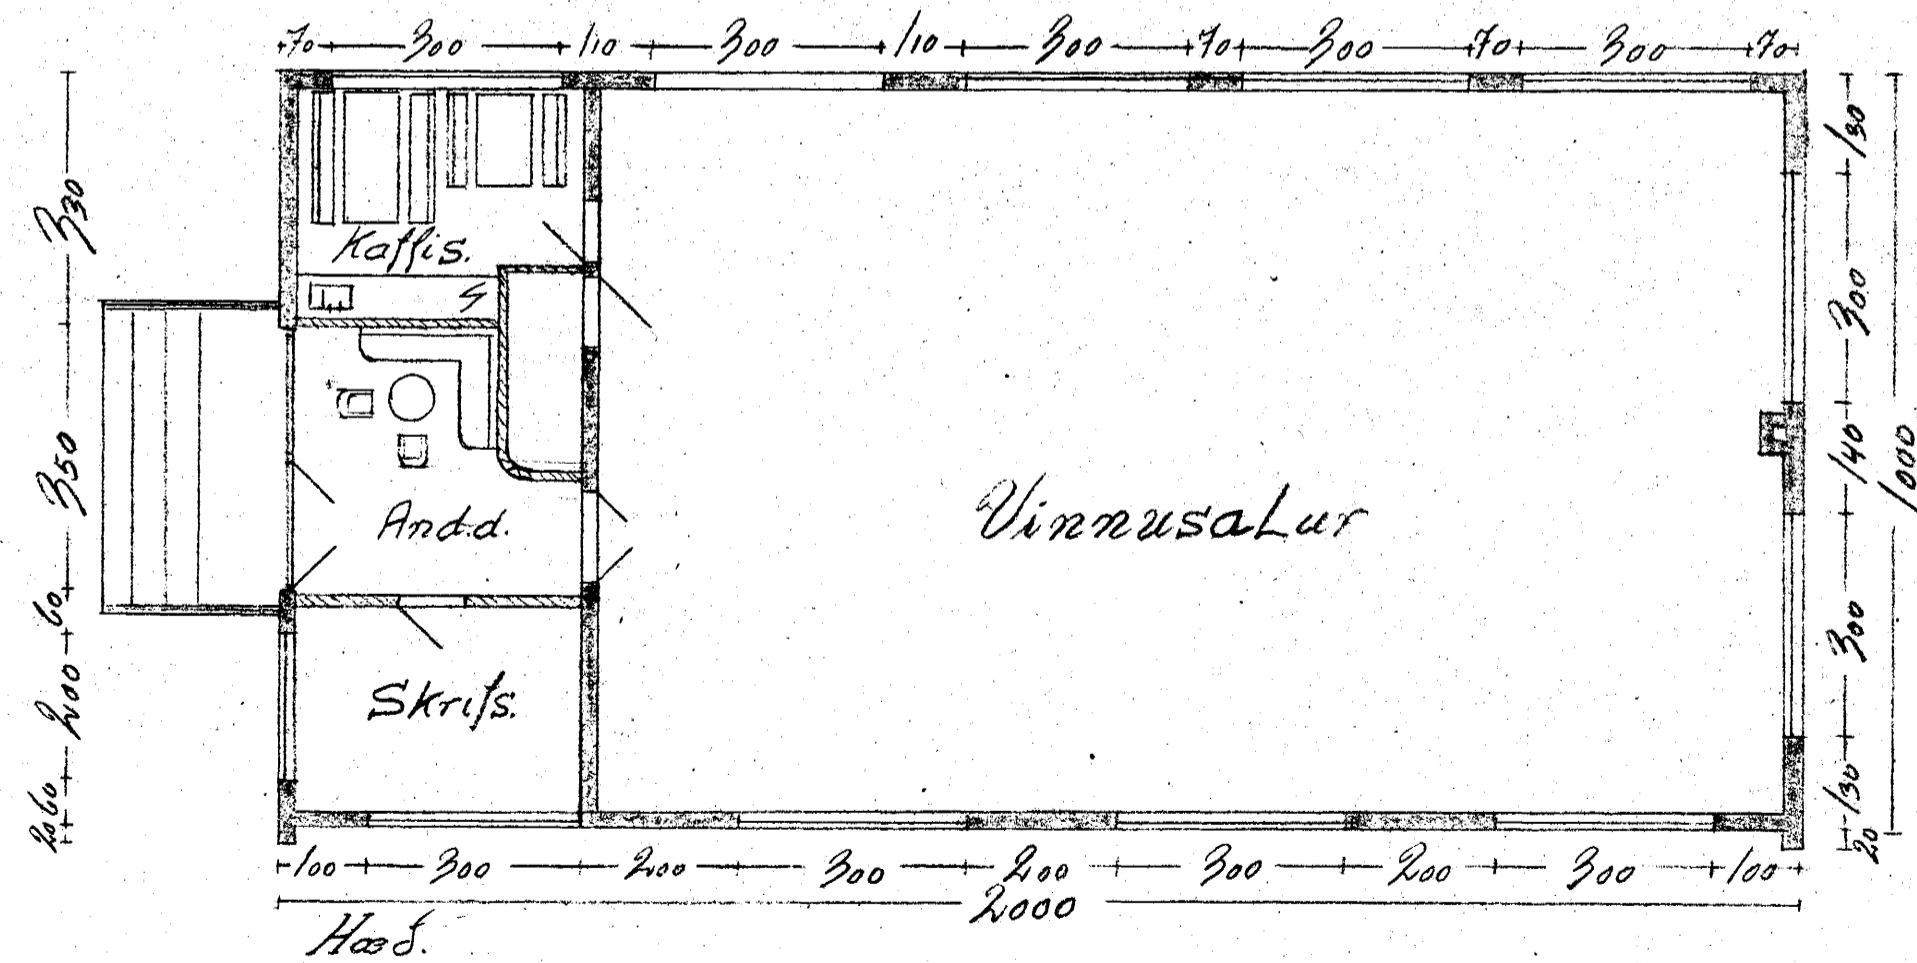 70 300 110 300 110 300 70 300 70 300 70
330 350 60 200 60 20
130 300 140 300 130 20
1000
Kaffis.
And.d.
Vinnusalur
Skrifs.
100 300 200 300 200 300 200 300 100
2000
Hæð.